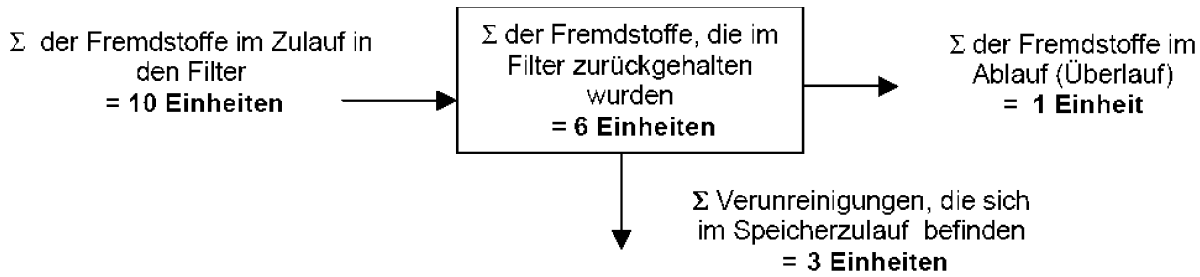 Σ der Fremdstoffe im Zulauf in
den Filter
= 10 Einheiten
Σ der Fremdstoffe, die im
Filter zurückgehalten
wurden
= 6 Einheiten
Σ der Fremdstoffe im
Ablauf (Überlauf)
= 1 Einheit
Σ Verunreinigungen, die sich
im Speicherzulauf befinden
= 3 Einheiten